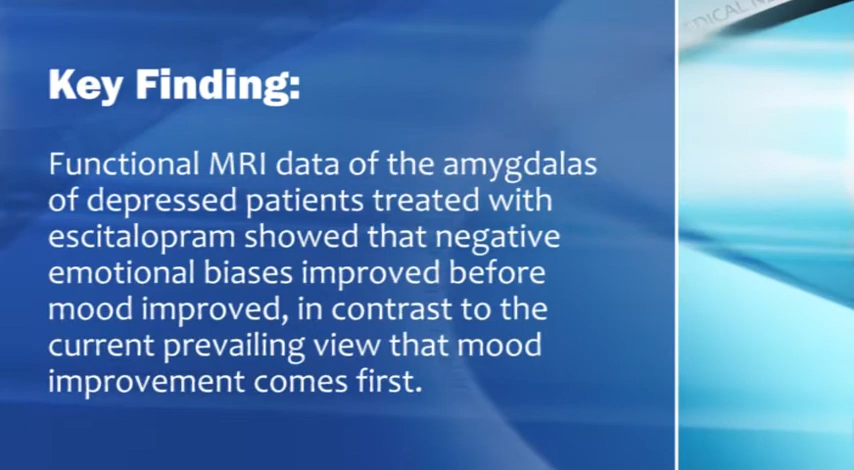 Key Finding:
Functional MRI data of the amygdalas
of depressed patients treated with
escitalopram showed that negative
emotional biases improved before
mood improved, in contrast to the
current prevailing view that mood
improvement comes first.